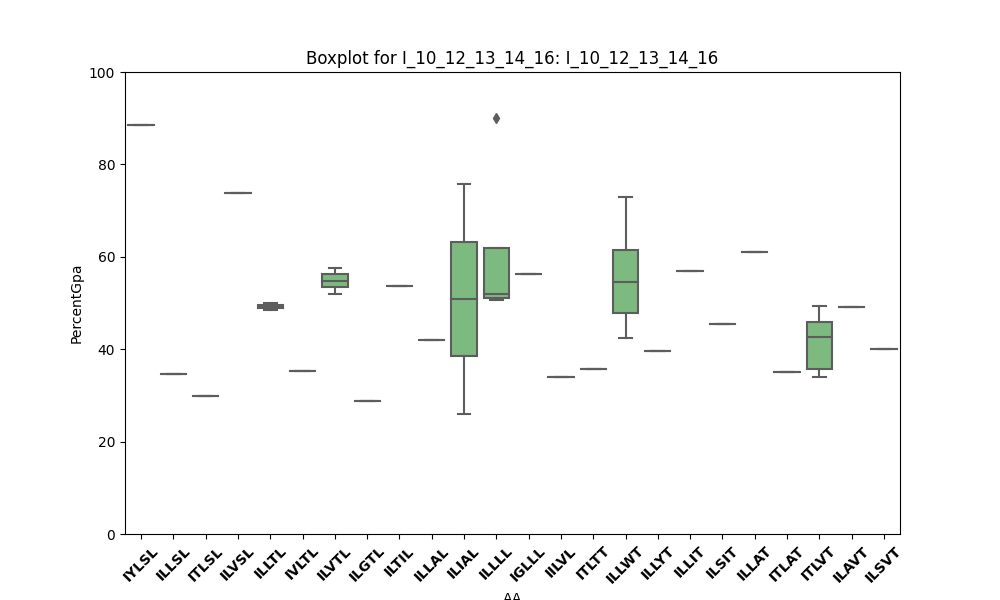 Boxplot for I_10_12_13_14_16: I_10_12_13_14_16
100
80
60
40
20
0
PercentGpa
IYLSL ILLSL ITLSL ILVSL ILLTL IVLTL ILVTL ILGTL ILTIL ILLAL ILIAL ILLLL IGLLL IILVL ITLTT ILLWT ILLYT ILLIT ILSIT ILLAT ITLAT ITLVT ILAVT ILSVT
AA